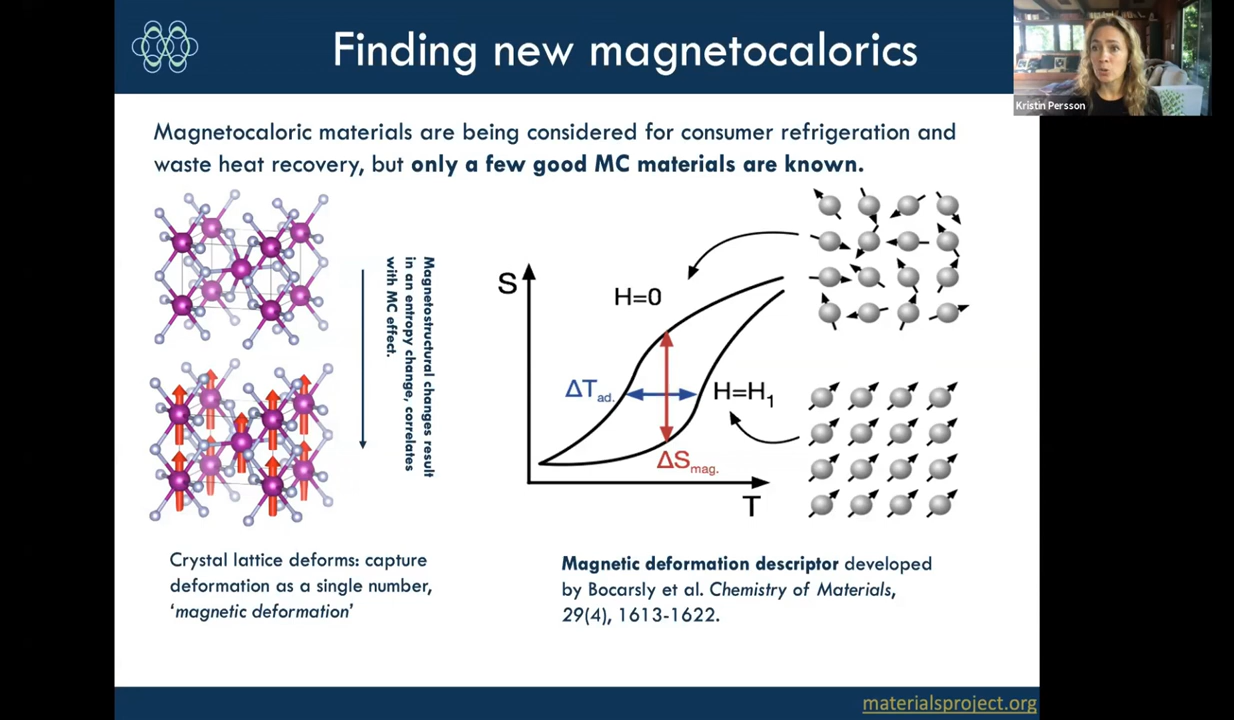 Finding new magnetocalorics
Kristin Persson
Magnetocaloric materials are being considered for consumer refrigeration and
waste heat recovery, but only a few good MC materials are known.
Magnetostructural changes result
in an entropy change, correlates
with MC effect.
S
H=0
ΔTad.
H=H1
ΔSmag.
T
Crystal lattice deforms: capture
deformation as a single number,
‘magnetic deformation’
Magnetic deformation descriptor developed
by Bocarsly et al. Chemistry of Materials,
29(4), 1613-1622.
materialsproject.org